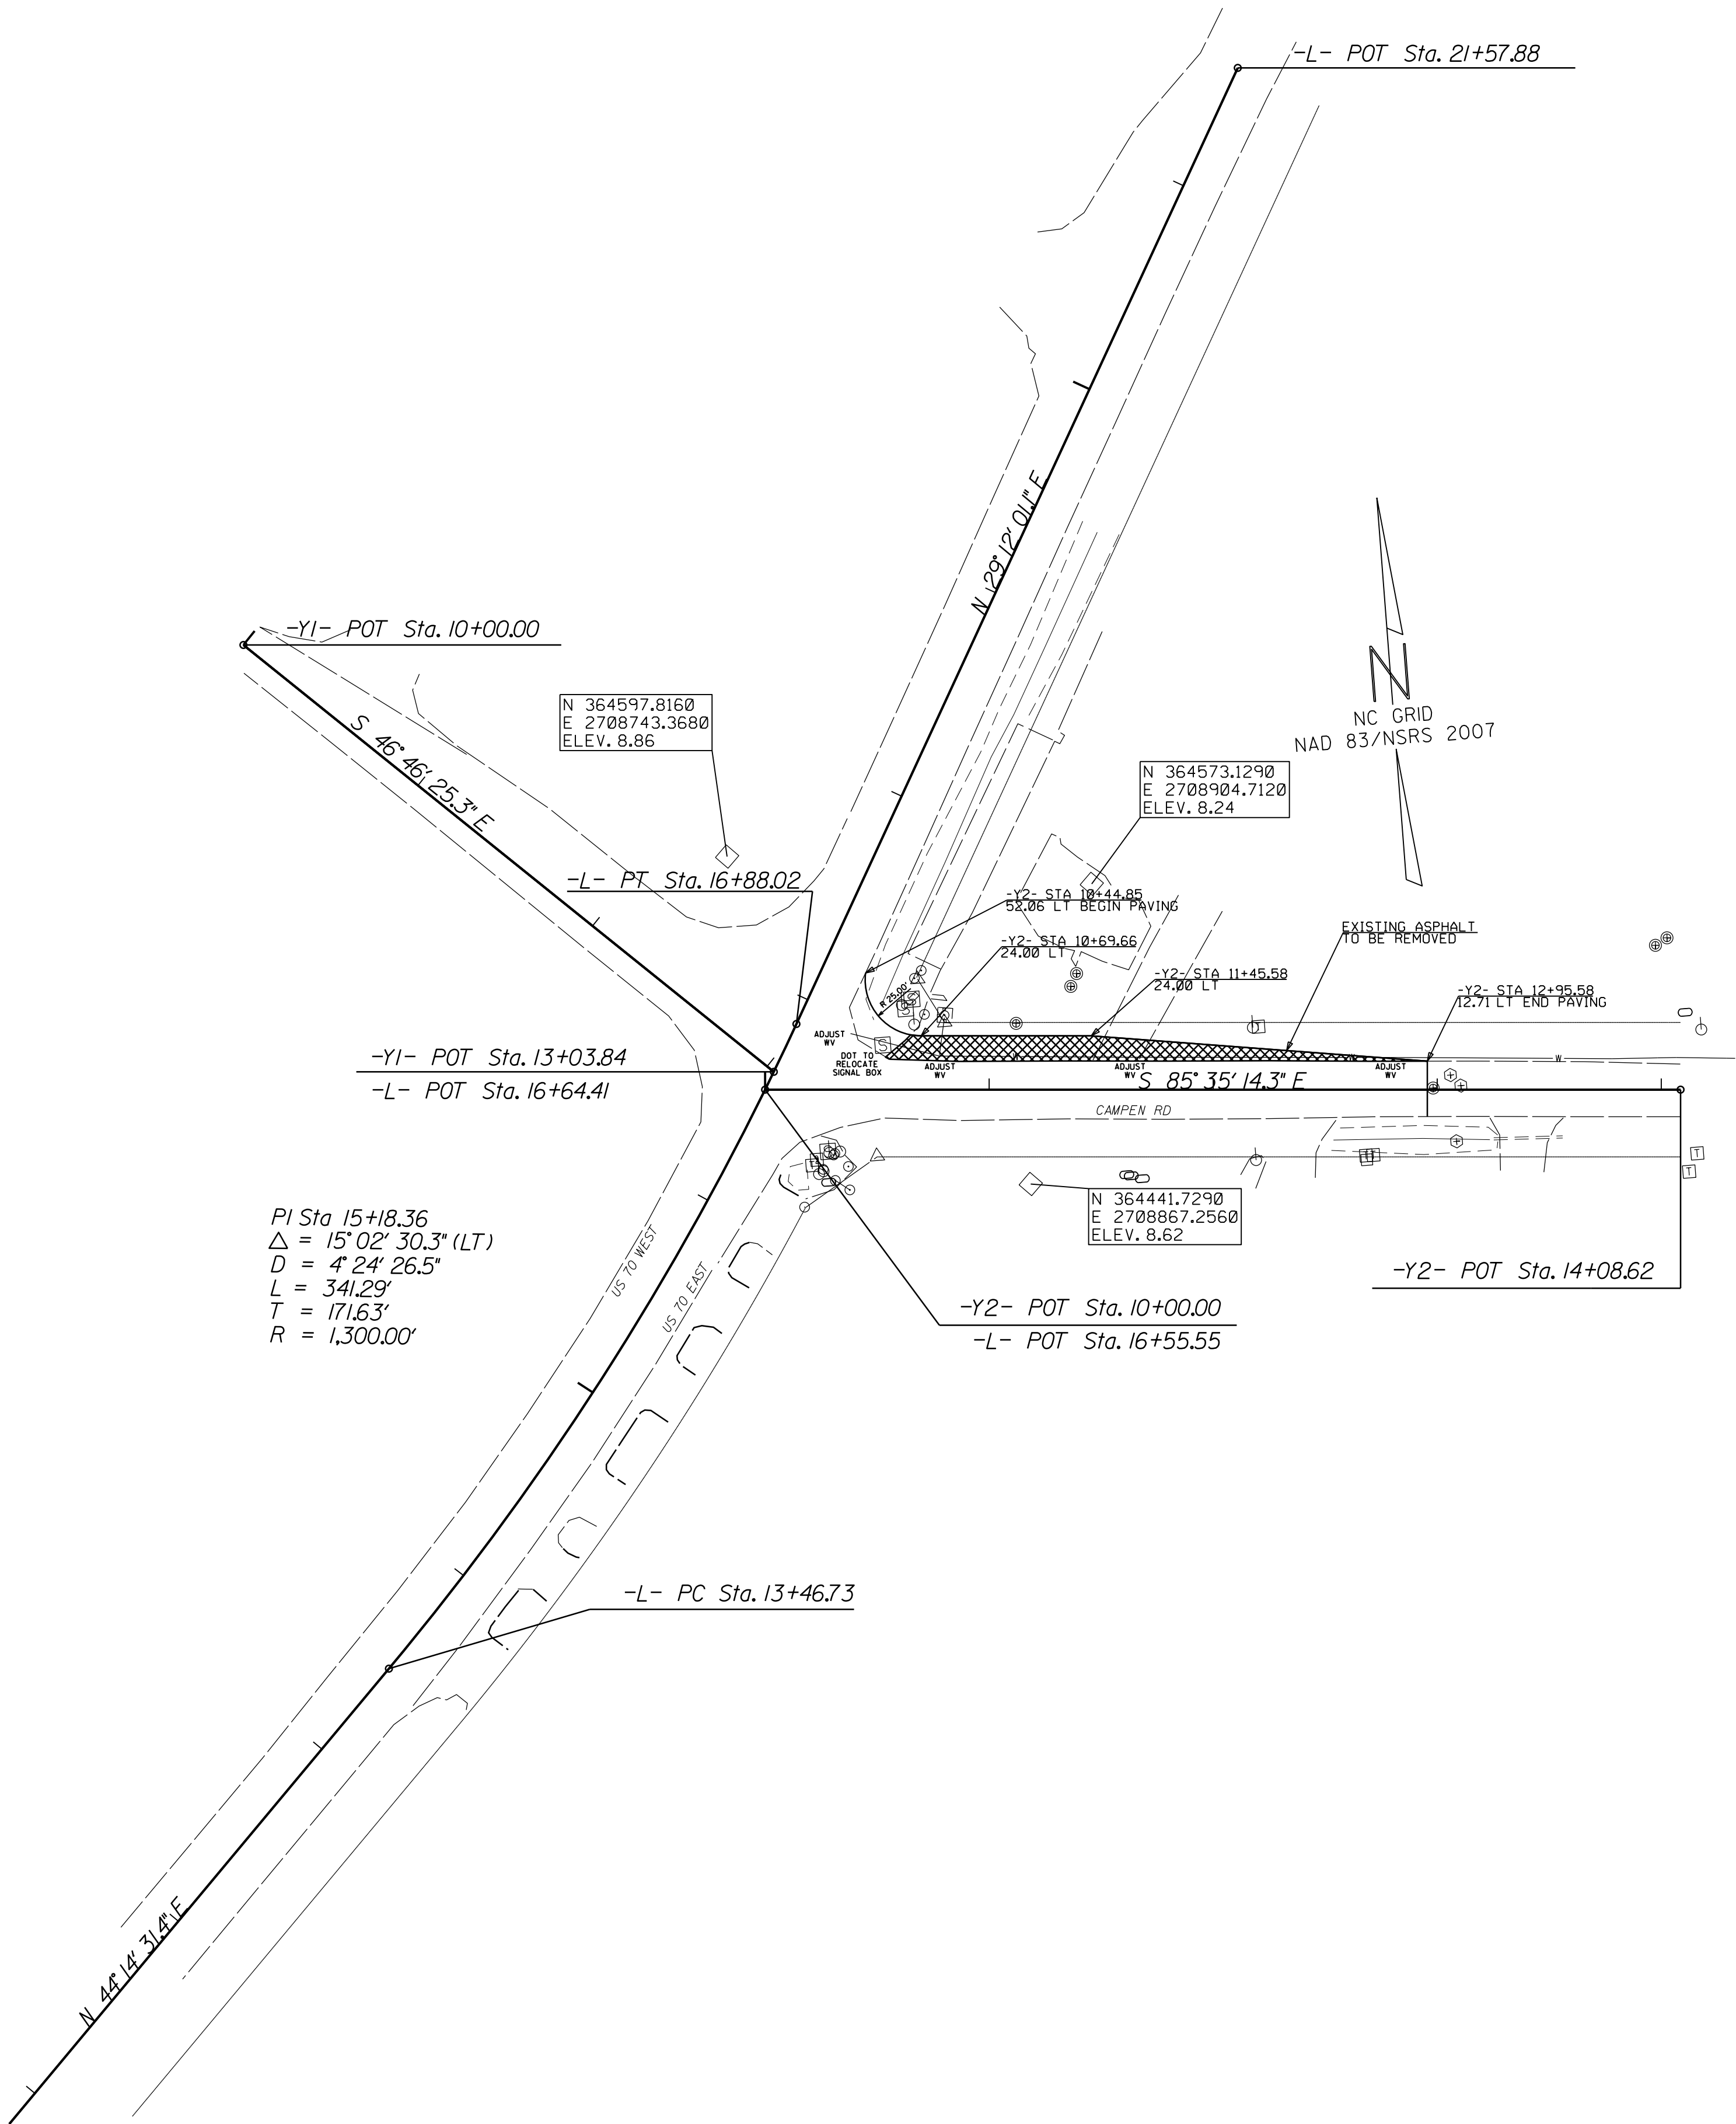 -L- POT Sta. 21+57.88
N 29° 12' 01.1" E
-Y1- POT Sta. 10+00.00
S 46° 46' 25.3" E
N 364597.8160
E 2708743.3680
ELEV. 8.86
N
NC GRID
NAD 83/NSRS 2007
N 364573.1290
E 2708904.7120
ELEV. 8.24
-L- PT Sta. 16+88.02
-Y2- STA 10+44.85
52.06 LT BEGIN PAVING
-Y2- STA 10+69.66
24.00 LT
EXISTING ASPHALT
TO BE REMOVED
-Y2- STA 11+45.58
24.00 LT
-Y2- STA 12+95.58
12.71 LT END PAVING
R 25.00'
S
S
ADJUST
WV
S
DOT TO
RELOCATE
SIGNAL BOX
W
W
W
ADJUST
WV
ADJUST
WV
ADJUST
WV
-Y1- POT Sta. 13+03.84
-L- POT Sta. 16+64.41
S 85° 35' 14.3" E
CAMPEN RD
T
T
N 364441.7290
E 2708867.2560
ELEV. 8.62
PI Sta 15+18.36
△ = 15° 02' 30.3" (LT)
D = 4° 24' 26.5"
L = 341.29'
T = 171.63'
R = 1,300.00'
US 70 WEST
US 70 EAST
-Y2- POT Sta. 14+08.62
-Y2- POT Sta. 10+00.00
-L- POT Sta. 16+55.55
-L- PC Sta. 13+46.73
N 44° 14' 31.4" E